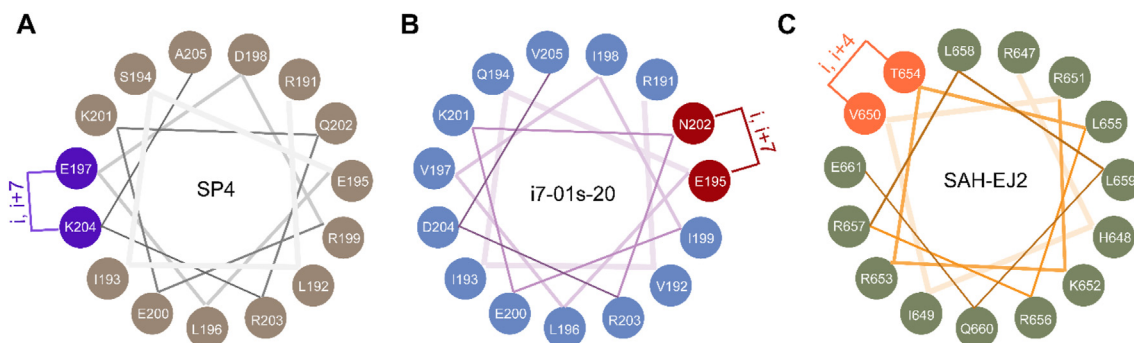 A
A205
D198
S194
R191
K201
Q202
E197
E195
i, i+7
SP4
K204
R199
I193
L192
E200
R203
L196
B
V205
I198
Q194
R191
K201
N202
i, i+7
V197
E195
i7-01s-20
D204
I199
I193
V192
E200
R203
L196
C
i, i+4
L658
R647
T654
R651
V650
L655
E661
L659
SAH-EJ2
R657
H648
R653
K652
I649
R656
Q660